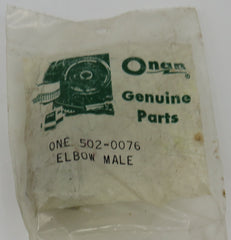 Onan
Genuine
Parts
ONE 502-0076
ELBOW MALE